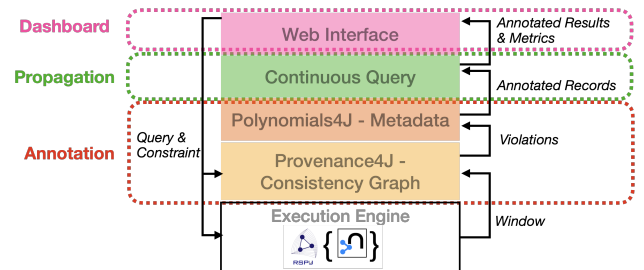 Dashboard
Web Interface
Annotated Results
& Metrics
Propagation
Continuous Query
Annotated Records
Polynomials4J - Metadata
Query &
Constraint
Annotation
Violations
Provenance4J -
Consistency Graph
Execution Engine
Window
RSPy
{ }